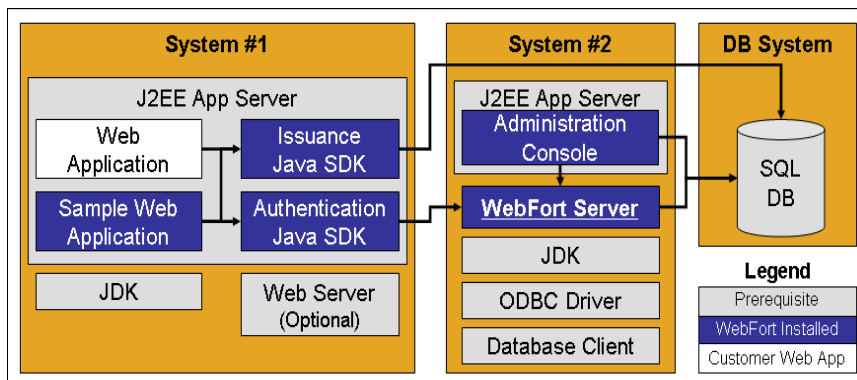 System #1
J2EE App Server
Web
Application
Issuance
Java SDK
Sample Web
Application
Authentication
Java SDK
JDK
Web Server
(Optional)
System #2
J2EE App Server
Administration
Console
WebFort Server
JDK
ODBC Driver
Database Client
DB System
SQL
DB
Legend
Prerequisite
WebFort Installed
Customer Web App